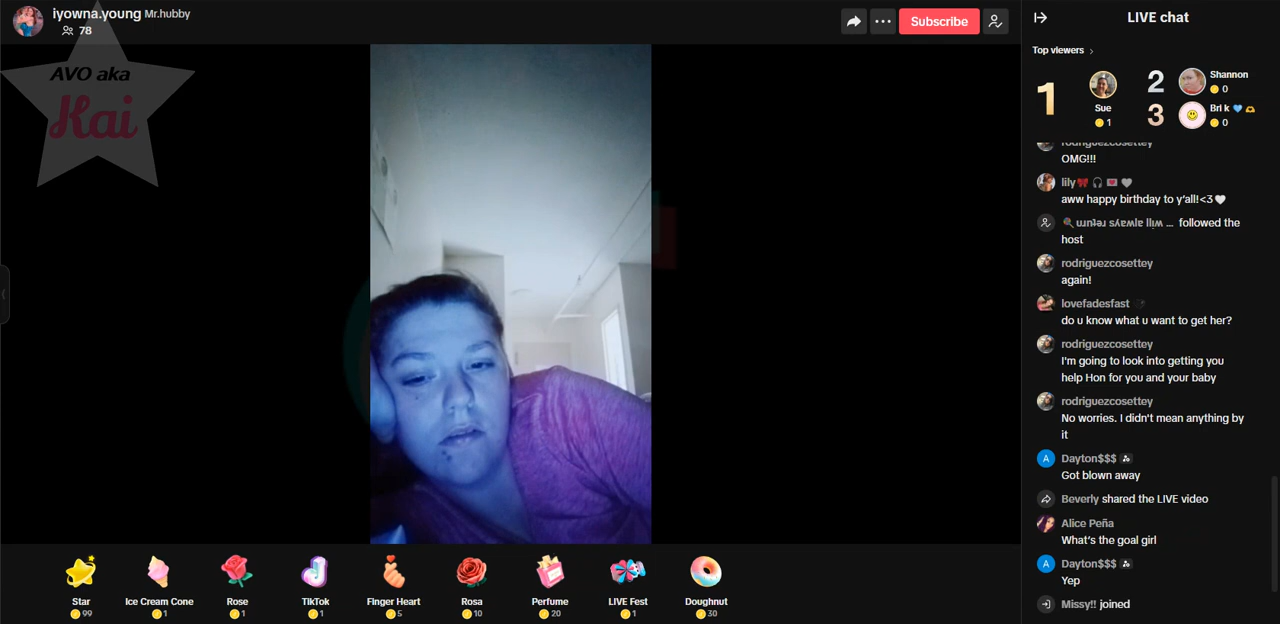 iyowna.young Mr.hubby
78
Subscribe
AVO aka
Kai
LIVE chat
Top viewers
1
Sue
1
2
Shannon
0
3
Bri k
0
rodriguezcosettey
OMG!!!
lily
aww happy birthday to y'all!<3
followed the
host
rodriguezcosettey
again!
lovefadesfast
do u know what u want to get her?
rodriguezcosettey
I'm going to look into getting you
help Hon for you and your baby
rodriguezcosettey
No worries. I didn't mean anything by
it
A
Dayton$$$
Got blown away
Beverly shared the LIVE video
Alice Peña
What's the goal girl
A
Dayton$$$
Yep
Missy!! joined
Star
99
Ice Cream Cone
1
Rose
1
TikTok
1
Finger Heart
5
Rosa
10
Perfume
20
LIVE Fest
1
Doughnut
30